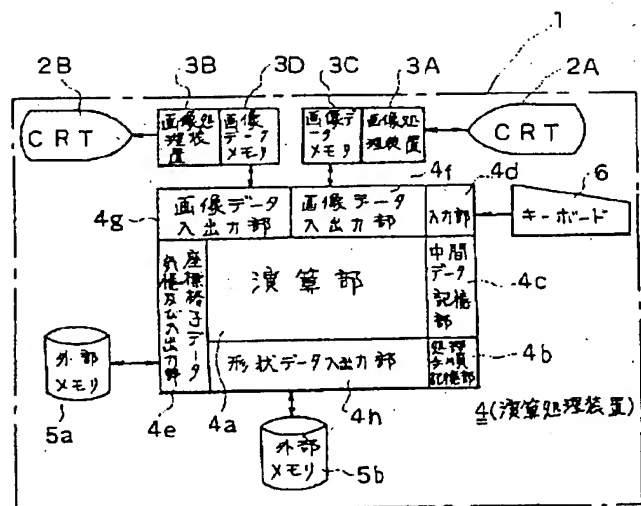 1
2B
3B
3D
3C
3A
2A
CRT
画像処
理装置
画像
データ
メモリ
画像デ
ータ
メモリ
画像処
理装置
CRT
4f
4d
6
4g
画像データ
入出力部
画像データ
入出力部
入力部
キーボード
座標格子データ
記憶及び入出力部
演算部
中間
データ
記憶
部
4c
外部
メモリ
5a
形状データ入出力部
処理
手順
記憶部
4b
4e
4a
4h
4(演算処理装置)
外部
メモリ
5b